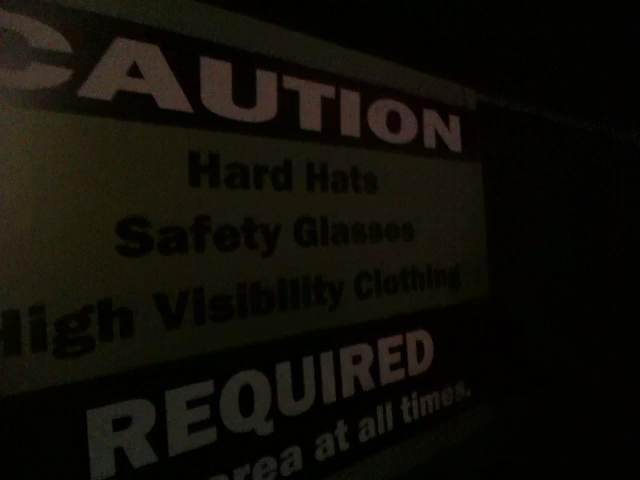 CAUTION
Hard Hats
Safety Glasses
High Visibility Clothing
REQUIRED
area at all times.